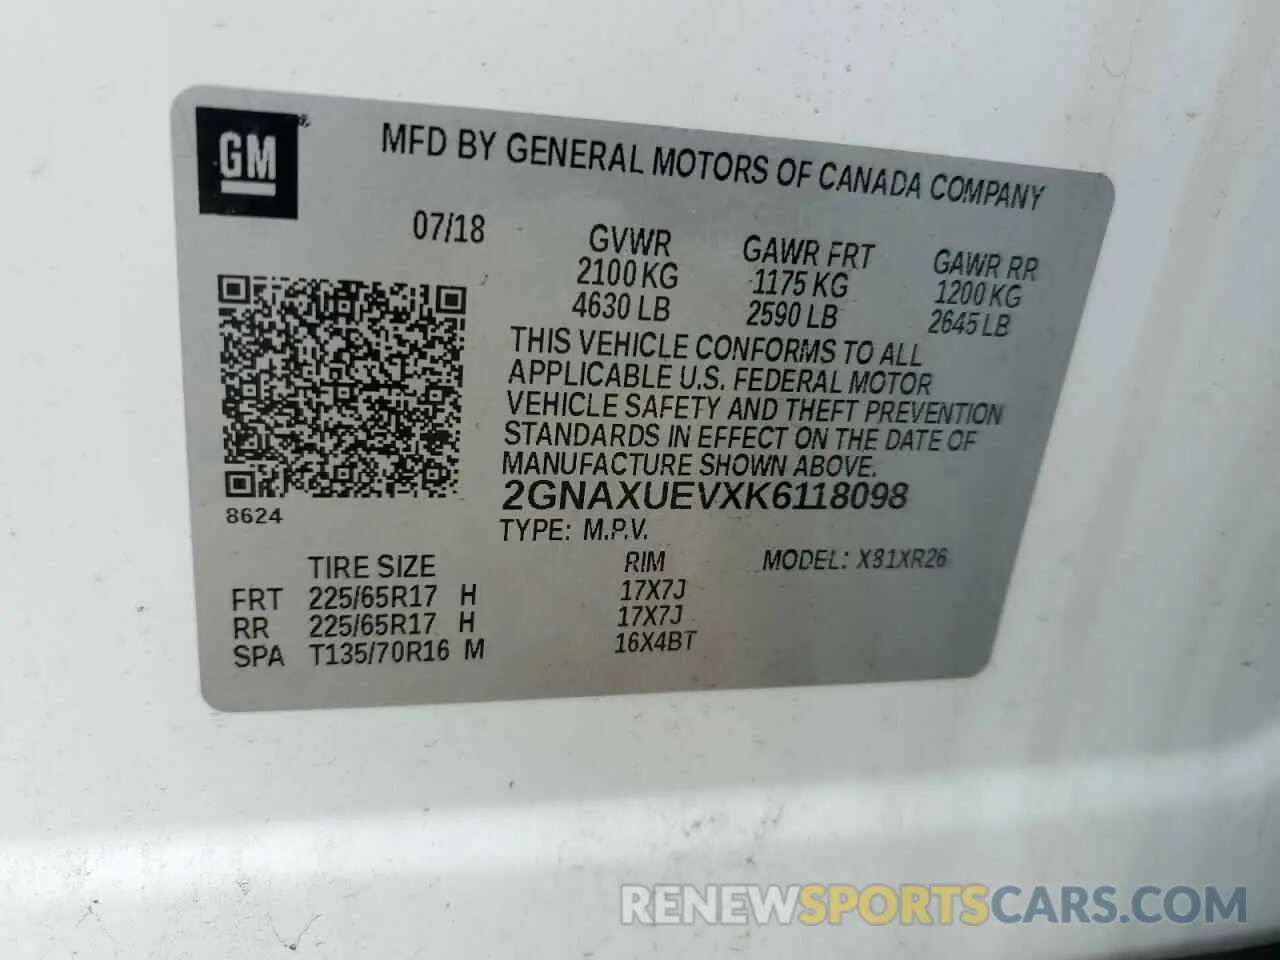 GM®
MFD BY GENERAL MOTORS OF CANADA COMPANY
07/18
GVWR GAWR FRT GAWR RR
2100 KG 1175 KG 1200 KG
4630 LB 2590 LB 2645 LB
THIS VEHICLE CONFORMS TO ALL
APPLICABLE U.S. FEDERAL MOTOR
VEHICLE SAFETY AND THEFT PREVENTION
STANDARDS IN EFFECT ON THE DATE OF
MANUFACTURE SHOWN ABOVE.
8624
2GNAXUEVXK6118098
TYPE: M.P.V.
TIRE SIZE RIM MODEL: X81XR26
FRT 225/65R17 H 17X7J
RR 225/65R17 H 17X7J
SPA T135/70R16 M 16X4BT
RENEWSPORTSCARS.COM